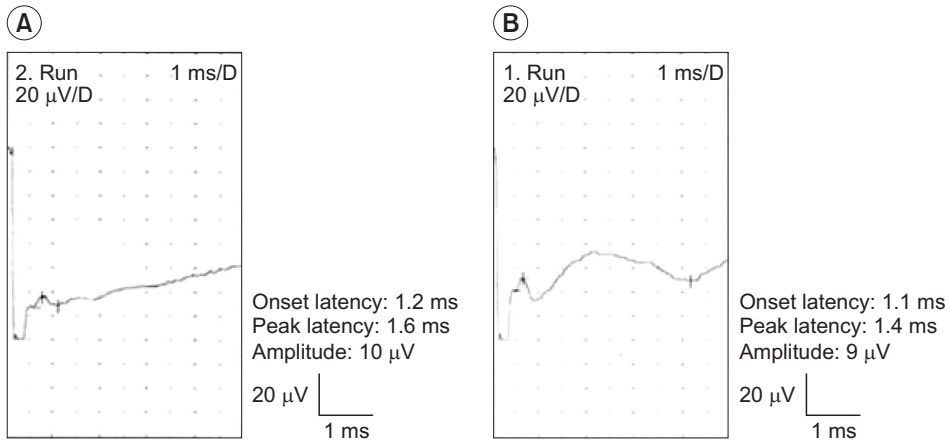 A
2. Run 1 ms/D
20 μV/D
Onset latency: 1.2 ms
Peak latency: 1.6 ms
Amplitude: 10 μV
20 μV
1 ms
B
1. Run 1 ms/D
20 μV/D
Onset latency: 1.1 ms
Peak latency: 1.4 ms
Amplitude: 9 μV
20 μV
1 ms